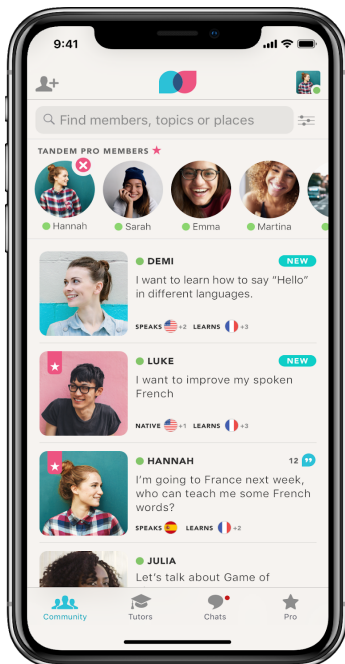 9:41
Find members, topics or places
TANDEM PRO MEMBERS
Hannah
Sarah
Emma
Martina
DEMI
NEW
I want to learn how to say “Hello”
in different languages.
SPEAKS +2 LEARNS +3
LUKE
NEW
I want to improve my spoken
French
NATIVE +1 LEARNS +3
HANNAH
12
I’m going to France next week,
who can teach me some French
words?
SPEAKS LEARNS +2
JULIA
Let’s talk about Game of
Community
Tutors
Chats
Pro